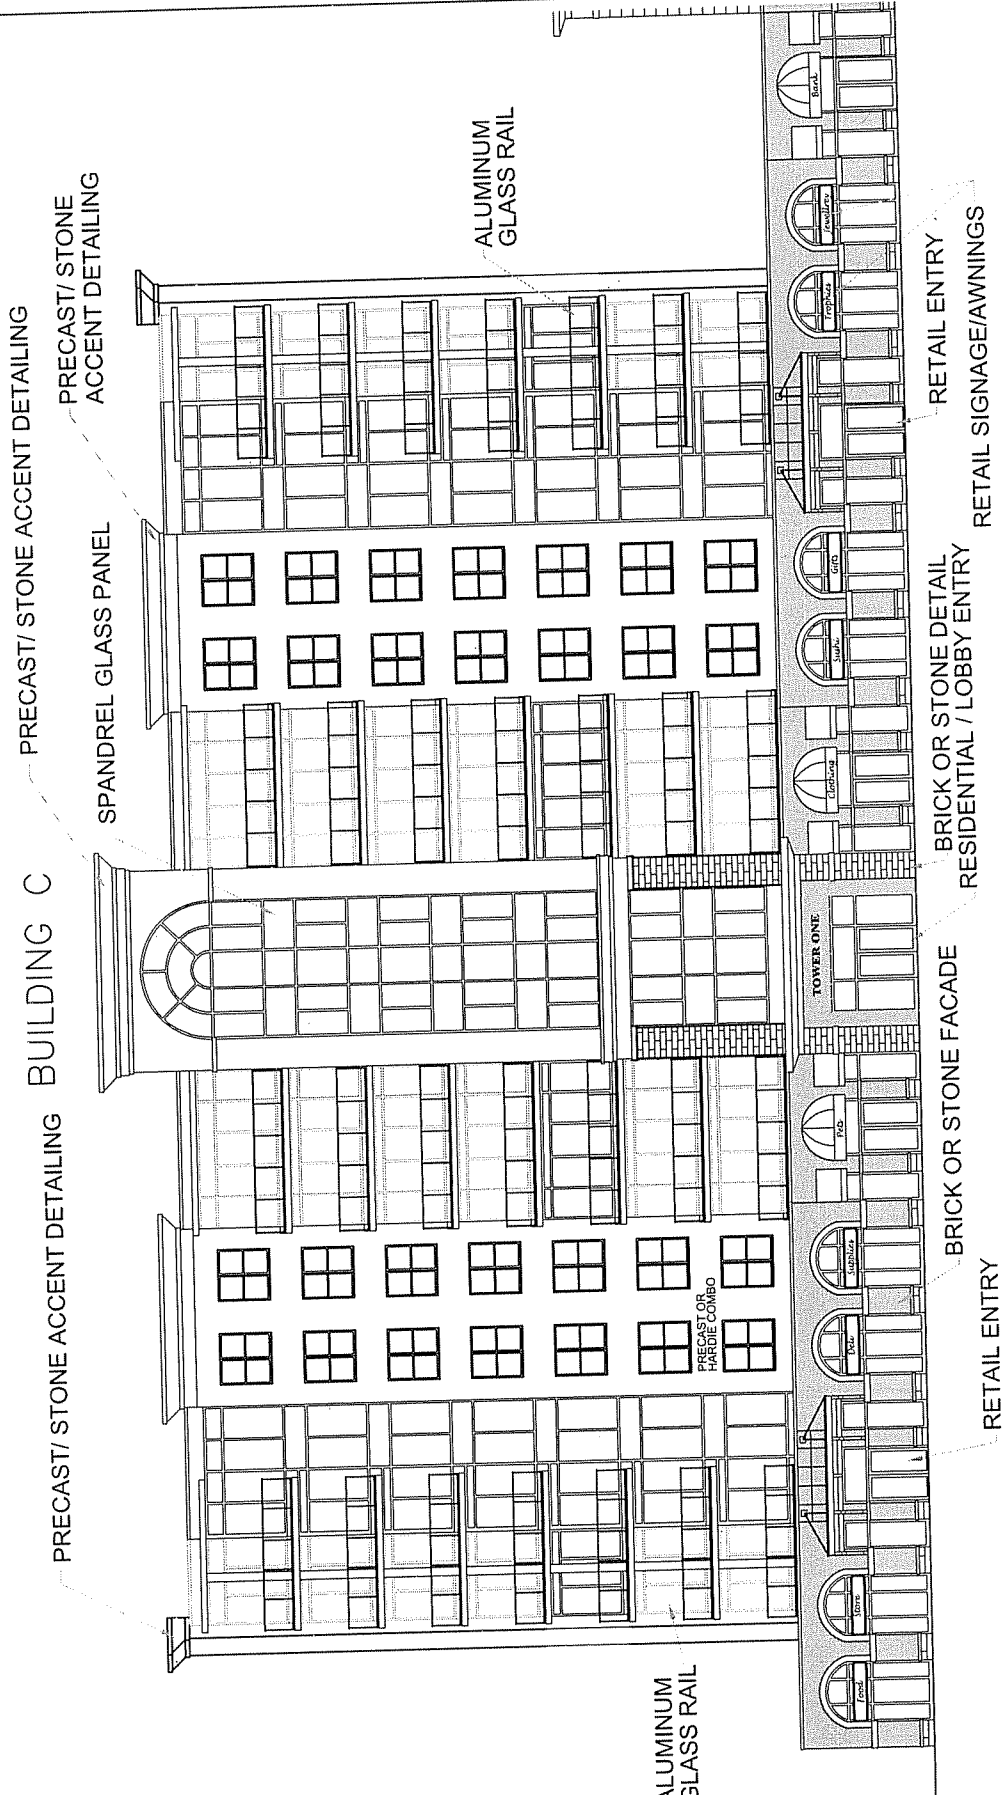 BUILDING C
PRECAST/ STONE ACCENT DETAILING
PRECAST/ STONE ACCENT DETAILING
PRECAST/ STONE
ACCENT DETAILING
SPANDREL GLASS PANEL
ALUMINUM
GLASS RAIL
ALUMINUM
GLASS RAIL
PRECAST OR
HARDIE COMBO
TOWER ONE
Food
Store
Deli
Supplies
Pets
Clothing
Sushi
Gifts
Trophies
Jewellery
Bank
RETAIL ENTRY
BRICK OR STONE FACADE
BRICK OR STONE DETAIL
RESIDENTIAL / LOBBY ENTRY
RETAIL ENTRY
RETAIL SIGNAGE/AWNINGS